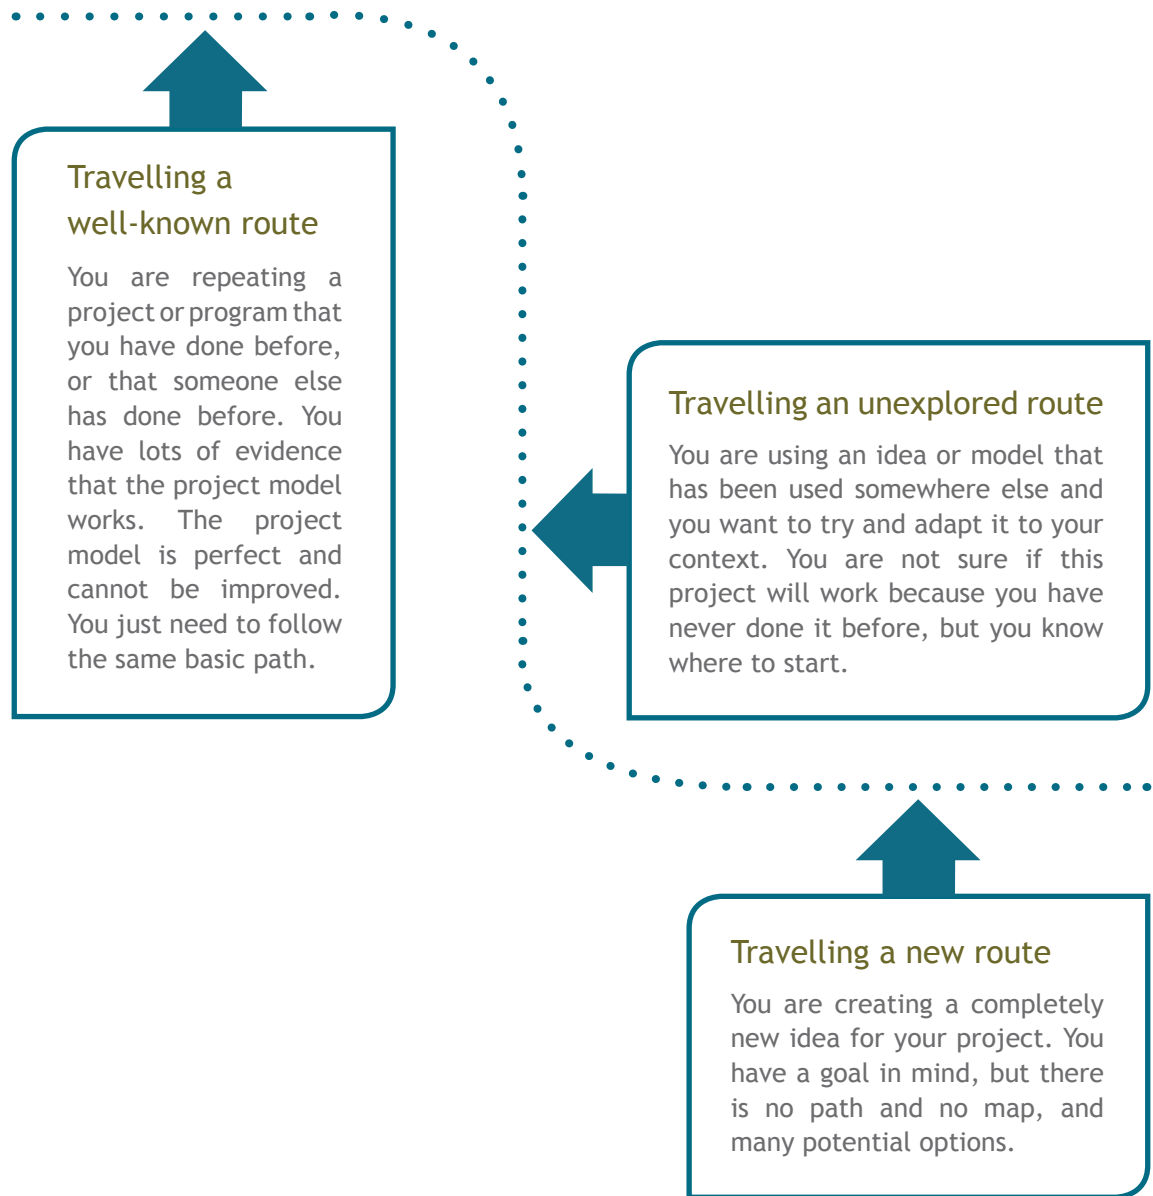 Travelling a
well-known route
You are repeating a
project or program that
you have done before,
or that someone else
has done before. You
have lots of evidence
that the project model
works. The project
model is perfect and
cannot be improved.
You just need to follow
the same basic path.
Travelling an unexplored route
You are using an idea or model that
has been used somewhere else and
you want to try and adapt it to your
context. You are not sure if this
project will work because you have
never done it before, but you know
where to start.
Travelling a new route
You are creating a completely
new idea for your project. You
have a goal in mind, but there
is no path and no map, and
many potential options.